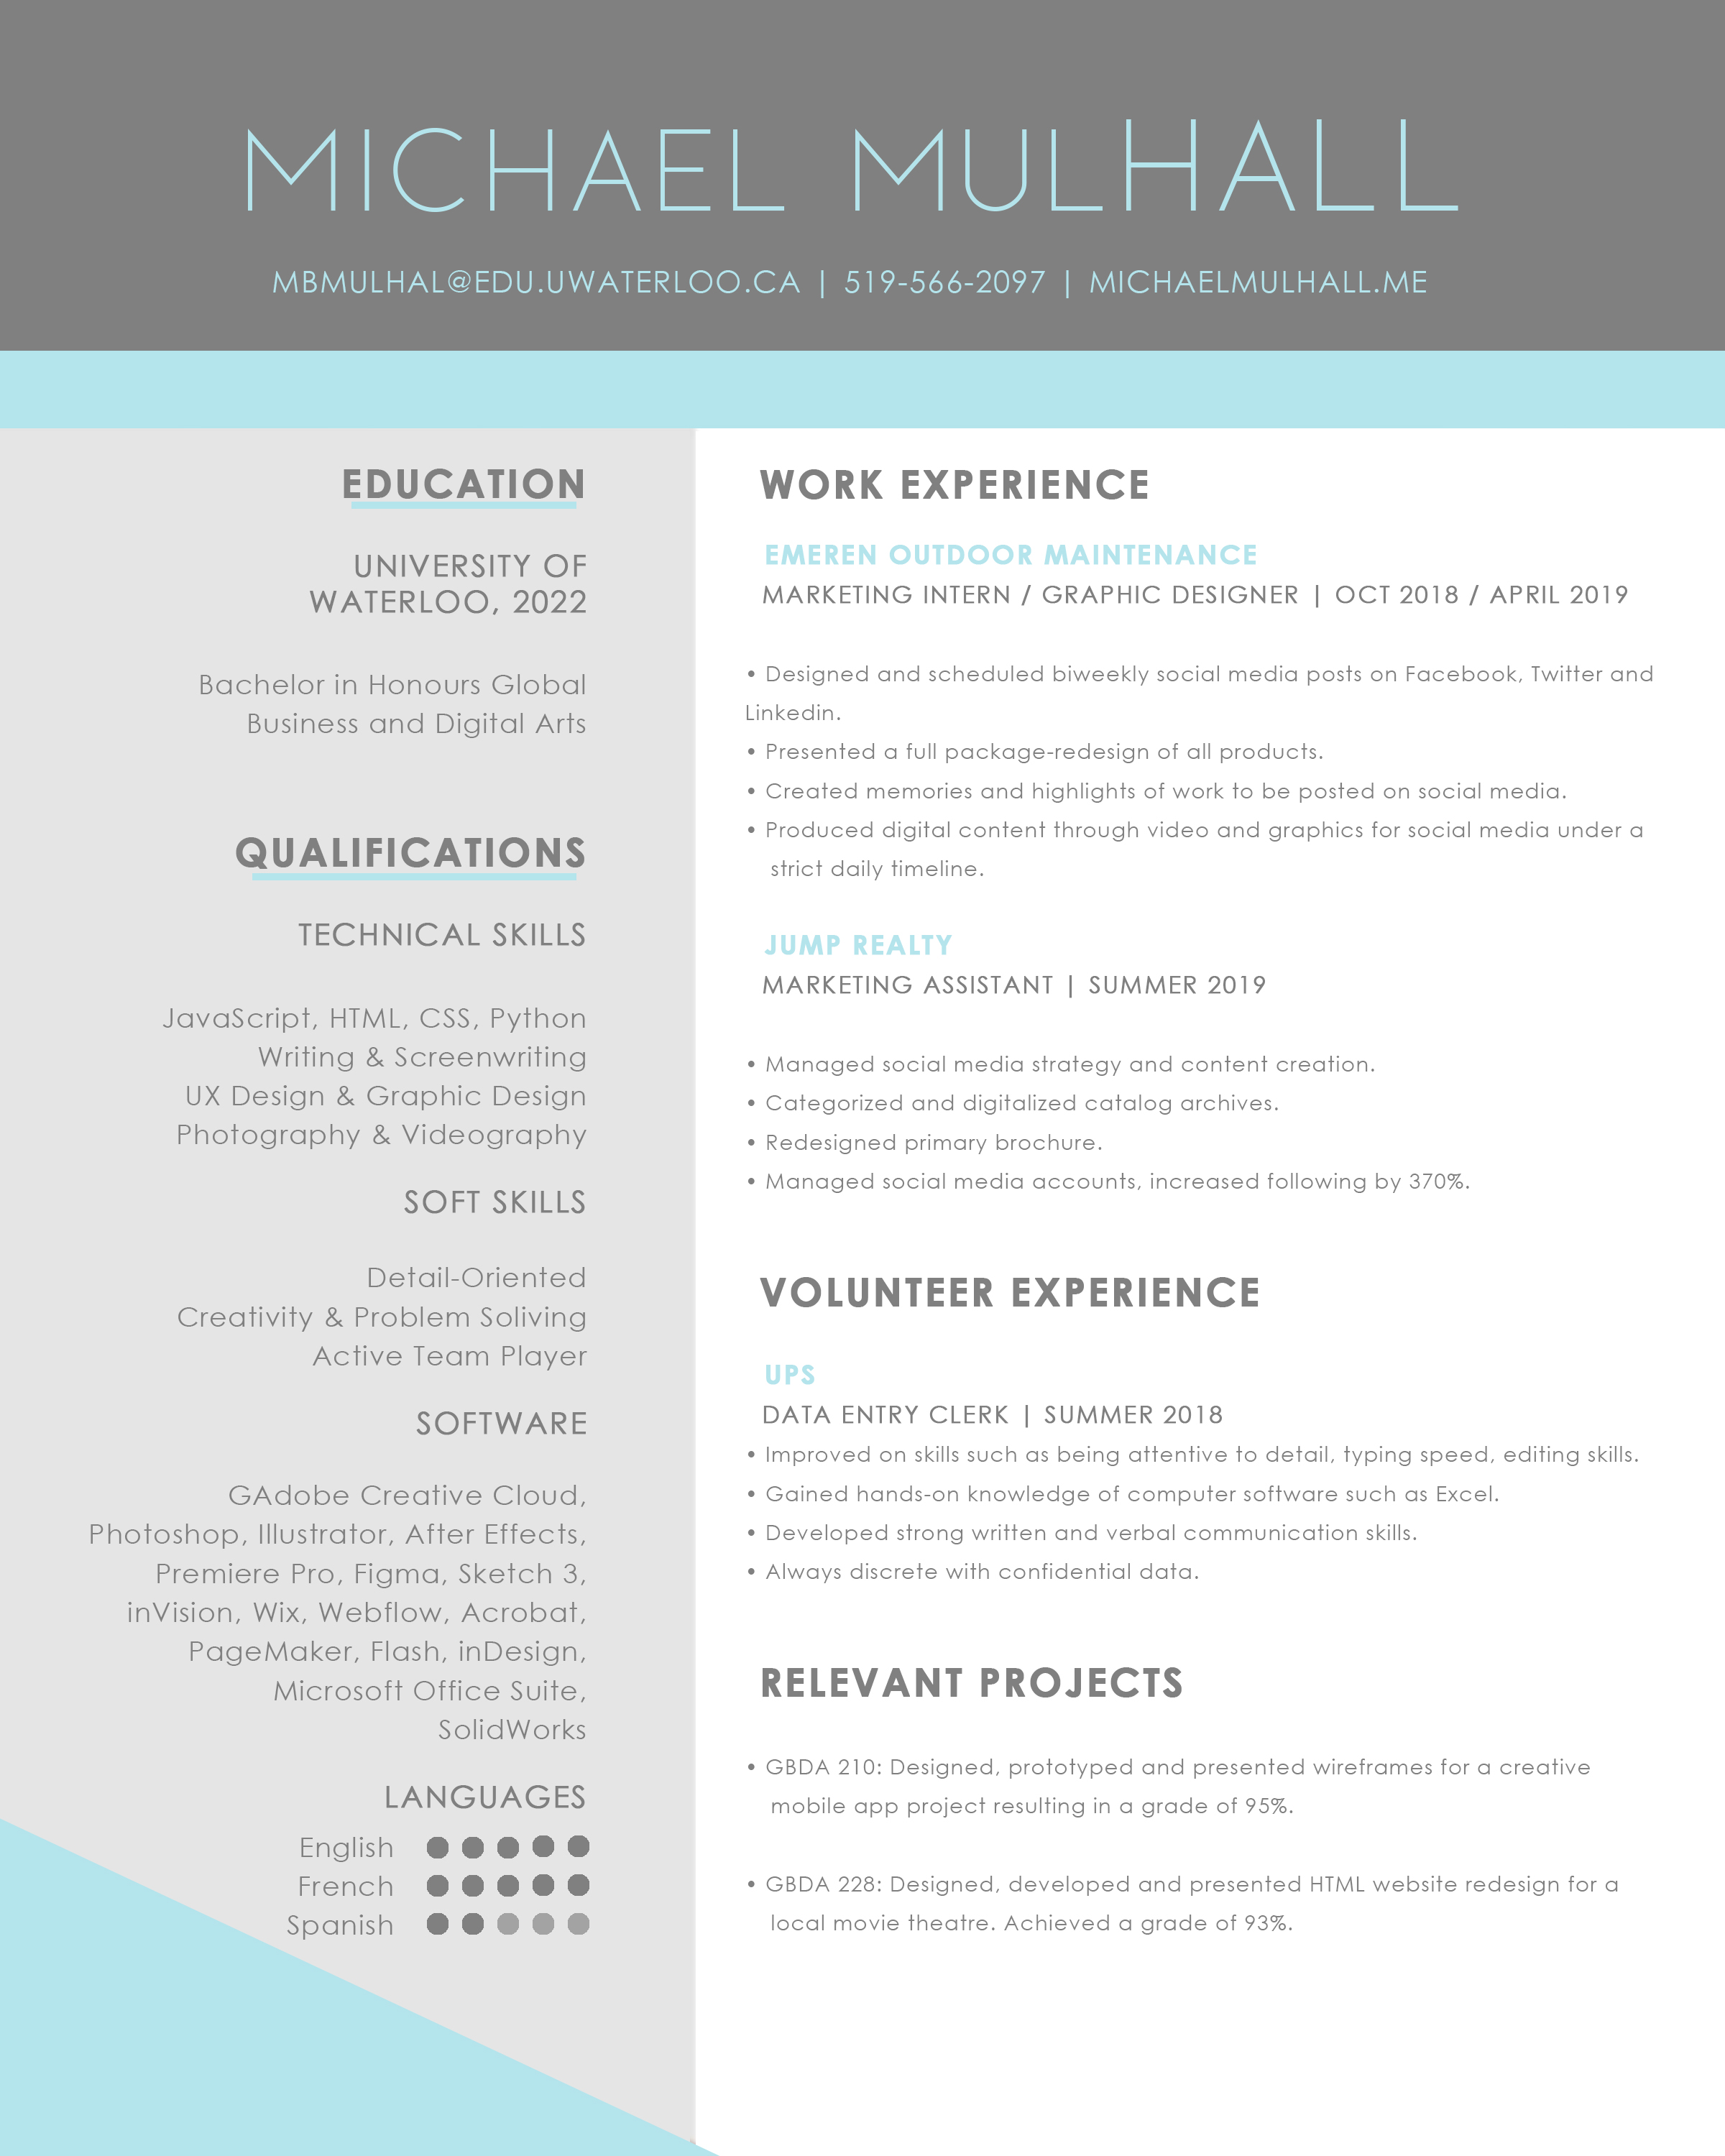 MICHAEL MULHALL
MBMULHAL@EDU.UWATERLOO.CA | 519-566-2097 | MICHAELMULHALL.ME
EDUCATION
UNIVERSITY OF
WATERLOO, 2022
Bachelor in Honours Global
Business and Digital Arts
QUALIFICATIONS
TECHNICAL SKILLS
JavaScript, HTML, CSS, Python
Writing & Screenwriting
UX Design & Graphic Design
Photography & Videography
SOFT SKILLS
Detail-Oriented
Creativity & Problem Soliving
Active Team Player
SOFTWARE
GAdobe Creative Cloud,
Photoshop, Illustrator, After Effects,
Premiere Pro, Figma, Sketch 3,
inVision, Wix, Webflow, Acrobat,
PageMaker, Flash, inDesign,
Microsoft Office Suite,
SolidWorks
LANGUAGES
English
French
Spanish
WORK EXPERIENCE
EMEREN OUTDOOR MAINTENANCE
MARKETING INTERN / GRAPHIC DESIGNER | OCT 2018 / APRIL 2019
• Designed and scheduled biweekly social media posts on Facebook, Twitter and
Linkedin.
• Presented a full package-redesign of all products.
• Created memories and highlights of work to be posted on social media.
• Produced digital content through video and graphics for social media under a
strict daily timeline.
JUMP REALTY
MARKETING ASSISTANT | SUMMER 2019
• Managed social media strategy and content creation.
• Categorized and digitalized catalog archives.
• Redesigned primary brochure.
• Managed social media accounts, increased following by 370%.
VOLUNTEER EXPERIENCE
UPS
DATA ENTRY CLERK | SUMMER 2018
• Improved on skills such as being attentive to detail, typing speed, editing skills.
• Gained hands-on knowledge of computer software such as Excel.
• Developed strong written and verbal communication skills.
• Always discrete with confidential data.
RELEVANT PROJECTS
• GBDA 210: Designed, prototyped and presented wireframes for a creative
mobile app project resulting in a grade of 95%.
• GBDA 228: Designed, developed and presented HTML website redesign for a
local movie theatre. Achieved a grade of 93%.